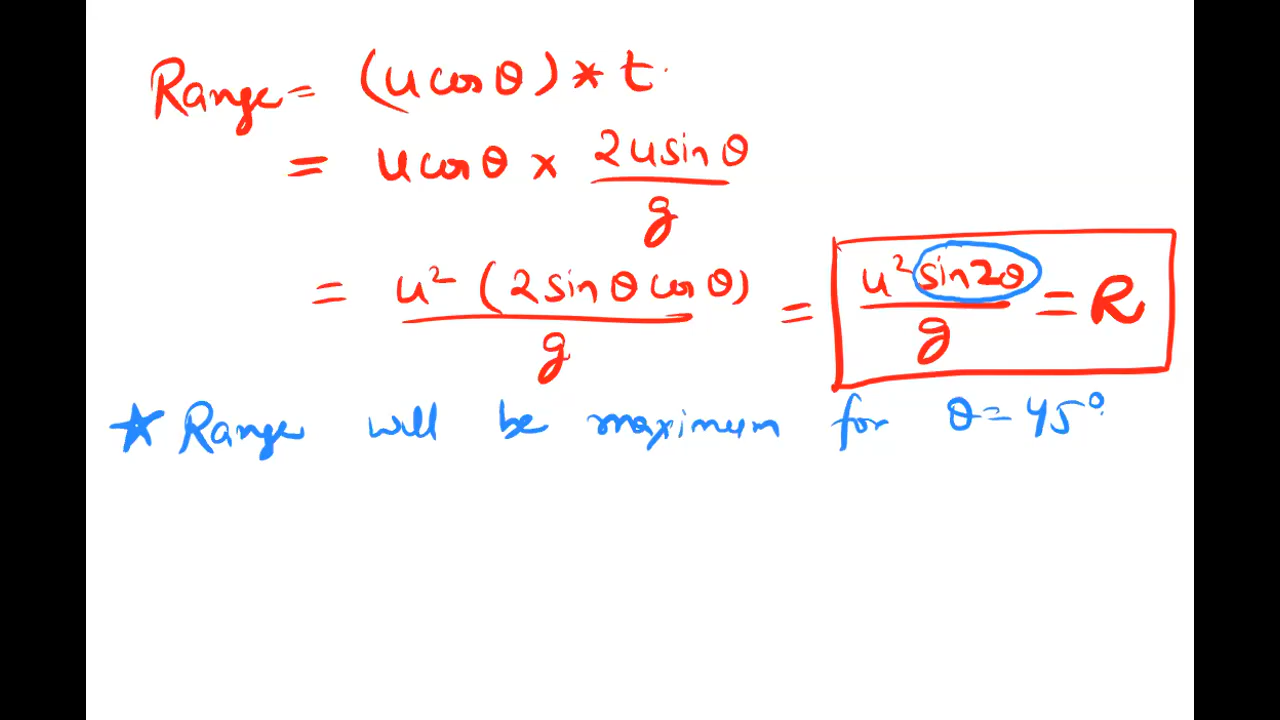 Range = (u cos θ) * t
= u cos θ × 2u sin θ / g
= u² (2 sin θ cos θ) / g = u² sin 2θ / g = R
★ Range will be maximum for θ = 45°